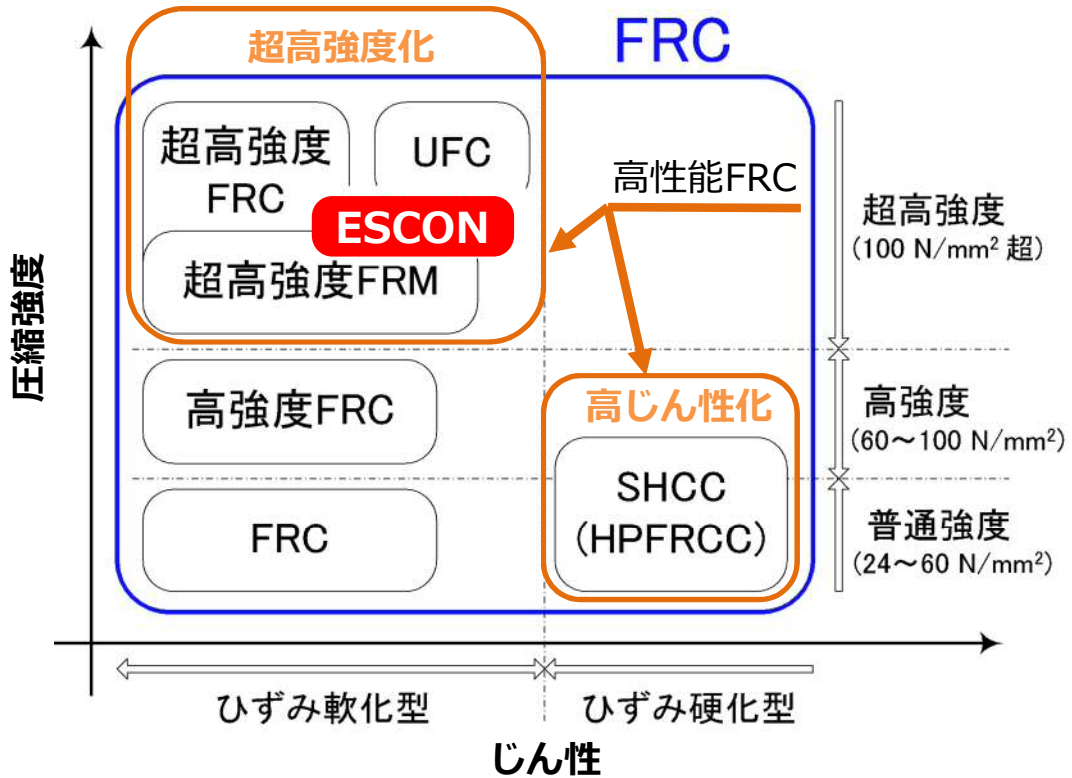 超高強度化
FRC
超高強度
FRC
UFC
ESCON
超高強度FRM
高性能FRC
超高強度
(100 N/mm² 超)
圧縮強度
高強度FRC
高じん性化
高強度
(60～100 N/mm²)
FRC
SHCC
(HPFRCC)
普通強度
(24～60 N/mm²)
ひずみ軟化型
ひずみ硬化型
じん性